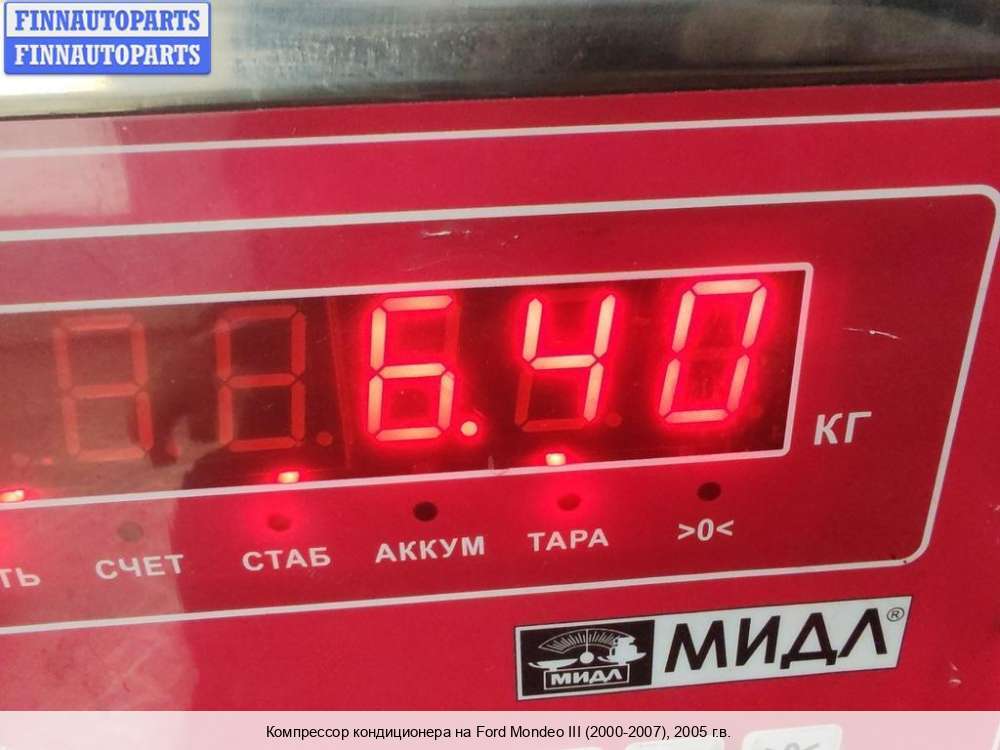 FINNAUTOPARTS
FINNAUTOPARTS
6.40
КГ
ТЬ СЧЕТ СТАБ АККУМ ТАРА >0<
МИДЛ МИДЛ®
Компрессор кондиционера на Ford Mondeo III (2000-2007), 2005 г.в.